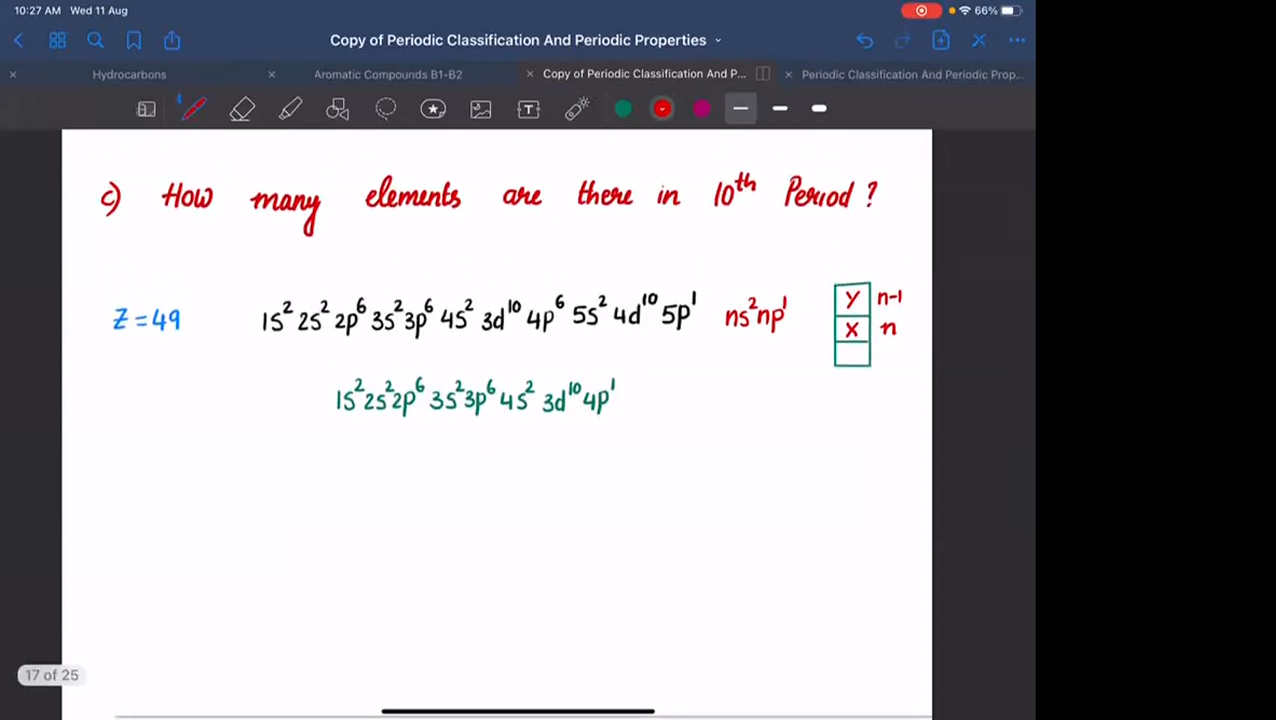 10:27 AM Wed 11 Aug 66%
Copy of Periodic Classification And Periodic Properties
Hydrocarbons Aromatic Compounds B1-B2 Copy of Periodic Classification And P... Periodic Classification And Periodic Prop...
c) How many elements are there in 10th Period ?
Z = 49 1s² 2s² 2p⁶ 3s² 3p⁶ 4s² 3d¹⁰ 4p⁶ 5s² 4d¹⁰ 5p¹ ns² np¹ Y n-1
X n
1s² 2s² 2p⁶ 3s² 3p⁶ 4s² 3d¹⁰ 4p¹
17 of 25